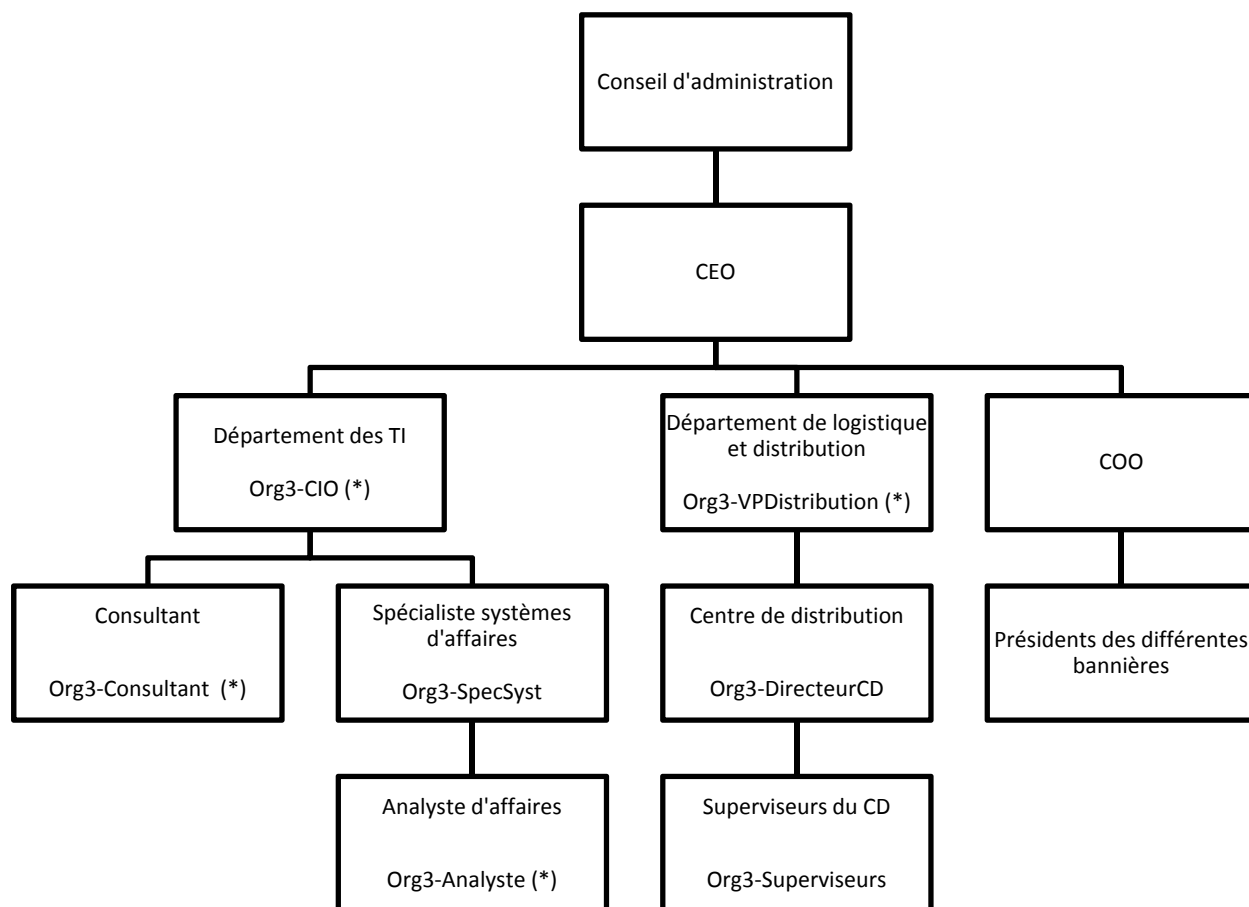 Conseil d'administration
CEO
Département des TI
Org3-CIO (*)
Département de logistique
et distribution
Org3-VPDistribution (*)
COO
Consultant
Org3-Consultant (*)
Spécialiste systèmes
d'affaires
Org3-SpecSyst
Centre de distribution
Org3-DirecteurCD
Présidents des différentes
bannières
Analyste d'affaires
Org3-Analyste (*)
Superviseurs du CD
Org3-Superviseurs